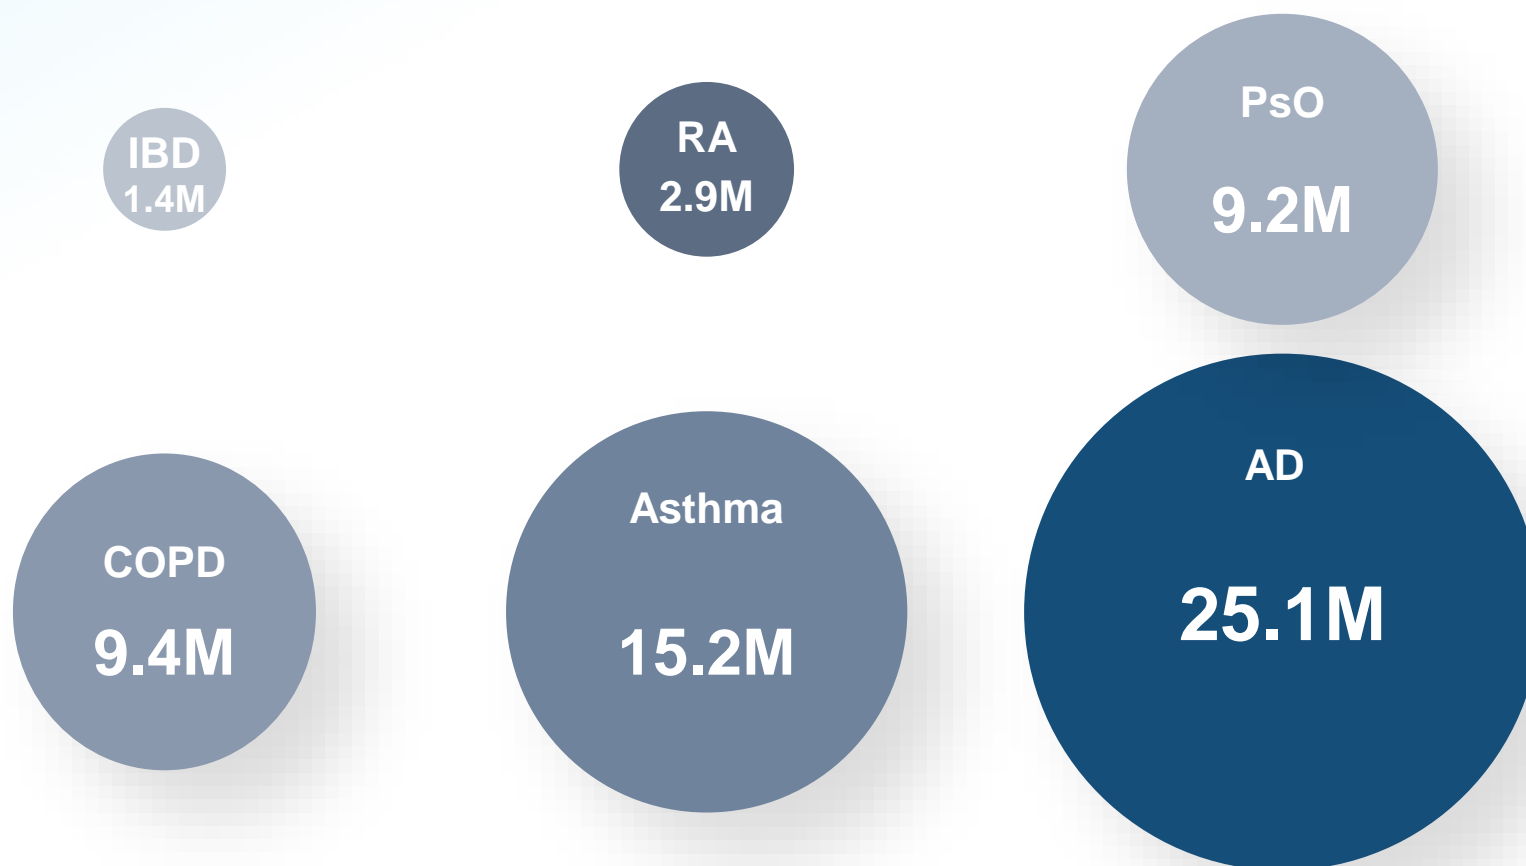 IBD
1.4M
RA
2.9M
PsO
9.2M
COPD
9.4M
Asthma
15.2M
AD
25.1M